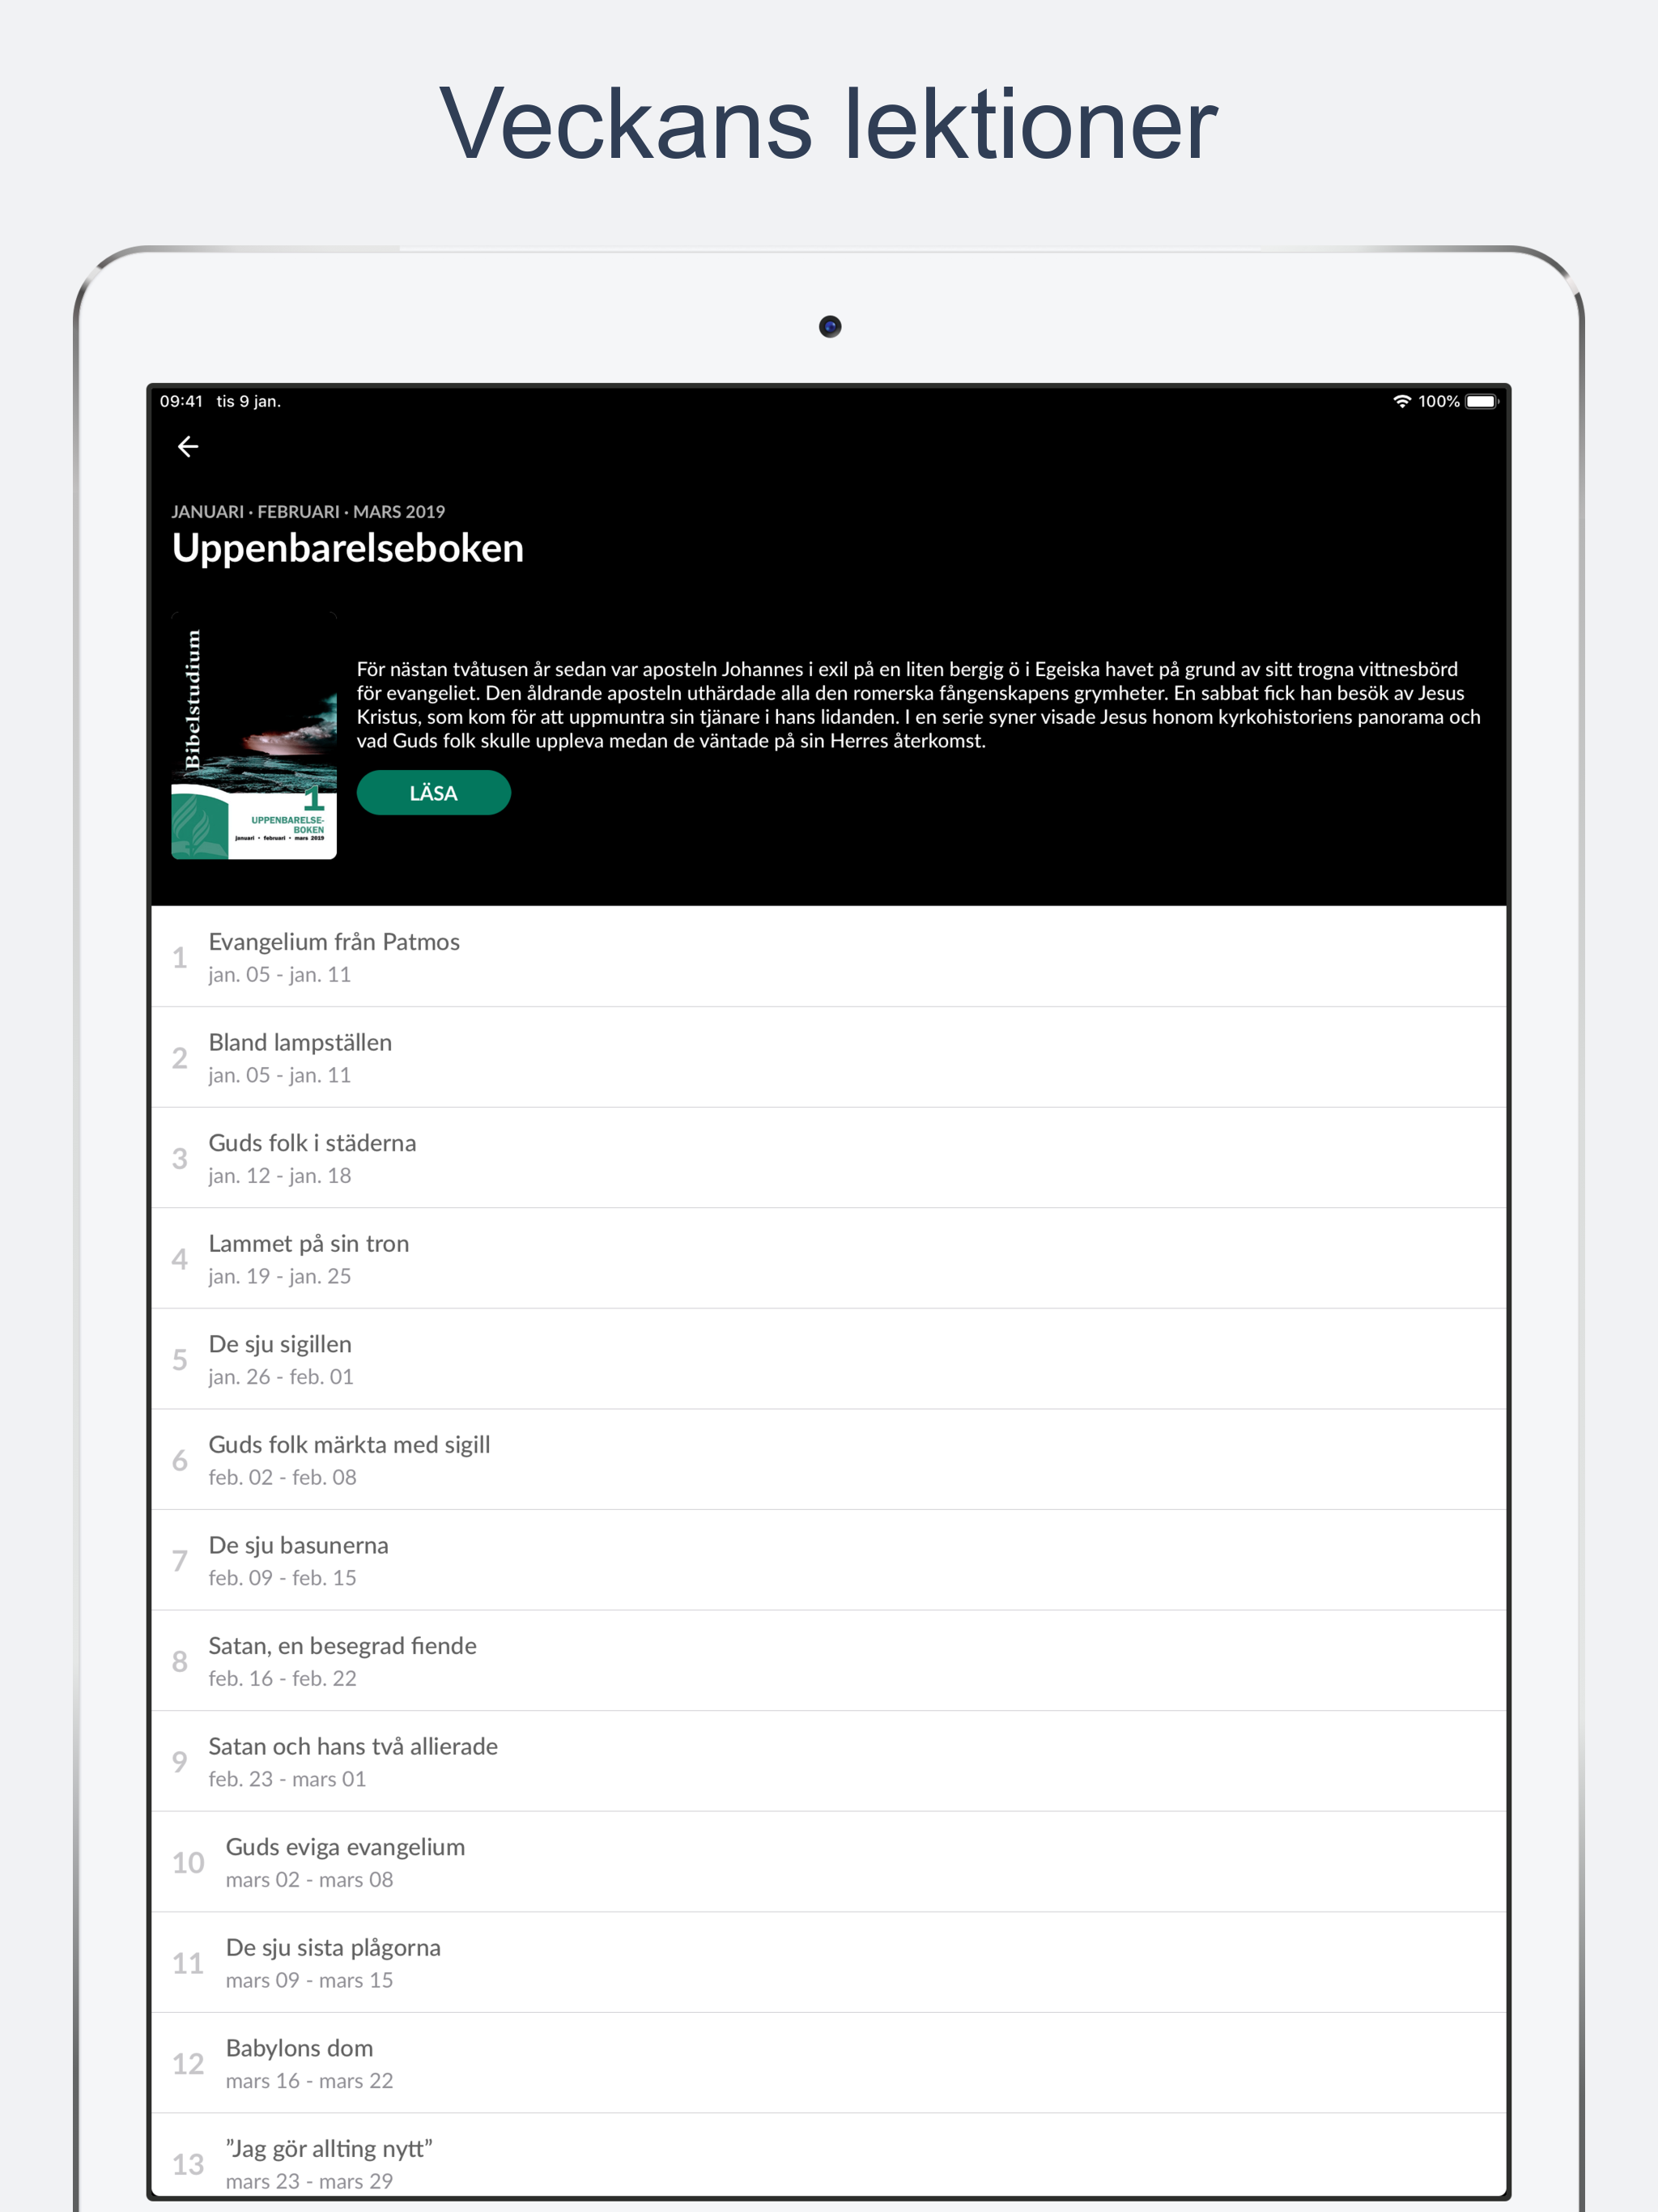 Veckans lektioner
09:41 tis 9 jan.
100%
JANUARI · FEBRUARI · MARS 2019
Uppenbarelseboken
Bibelstudium
1
UPPENBARELSE-
BOKEN
januari • februari • mars 2019
För nästan tvåtusen år sedan var aposteln Johannes i exil på en liten bergig ö i Egeiska havet på grund av sitt trogna vittnesbörd
för evangeliet. Den åldrande aposteln uthärdade alla den romerska fångenskapens grymheter. En sabbat fick han besök av Jesus
Kristus, som kom för att uppmuntra sin tjänare i hans lidanden. I en serie syner visade Jesus honom kyrkohistoriens panorama och
vad Guds folk skulle uppleva medan de väntade på sin Herres återkomst.
LÄSA
1
Evangelium från Patmos
jan. 05 - jan. 11
2
Bland lampställen
jan. 05 - jan. 11
3
Guds folk i städerna
jan. 12 - jan. 18
4
Lammet på sin tron
jan. 19 - jan. 25
5
De sju sigillen
jan. 26 - feb. 01
6
Guds folk märkta med sigill
feb. 02 - feb. 08
7
De sju basunerna
feb. 09 - feb. 15
8
Satan, en besegrad fiende
feb. 16 - feb. 22
9
Satan och hans två allierade
feb. 23 - mars 01
10
Guds eviga evangelium
mars 02 - mars 08
11
De sju sista plågorna
mars 09 - mars 15
12
Babylons dom
mars 16 - mars 22
13
”Jag gör allting nytt”
mars 23 - mars 29